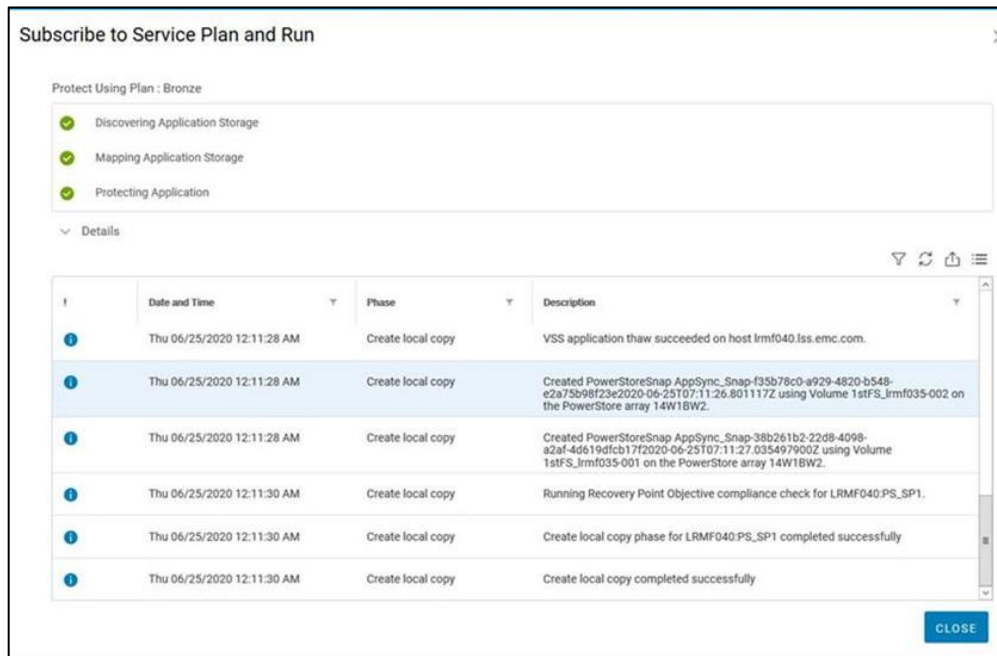 Subscribe to Service Plan and Run
Protect Using Plan : Bronze
Discovering Application Storage
Mapping Application Storage
Protecting Application
Details
! Date and Time Phase Description
Thu 06/25/2020 12:11:28 AM Create local copy VSS application thaw succeeded on host lrmf040.lss.emc.com.
Thu 06/25/2020 12:11:28 AM Create local copy Created PowerStoreSnap AppSync_Snap-f35b78c0-a929-4820-b548-
e2a75b98f23e2020-06-25T07:11:26.801117Z using Volume 1stFS_lrmf035-002 on
the PowerStore array 14W1BW2.
Thu 06/25/2020 12:11:28 AM Create local copy Created PowerStoreSnap AppSync_Snap-38b261b2-22d8-4098-
a2af-4d619dfcb17f2020-06-25T07:11:27.035497900Z using Volume
1stFS_lrmf035-001 on the PowerStore array 14W1BW2.
Thu 06/25/2020 12:11:30 AM Create local copy Running Recovery Point Objective compliance check for LRMF040:PS_SP1.
Thu 06/25/2020 12:11:30 AM Create local copy Create local copy phase for LRMF040:PS_SP1 completed successfully
Thu 06/25/2020 12:11:30 AM Create local copy Create local copy completed successfully
CLOSE